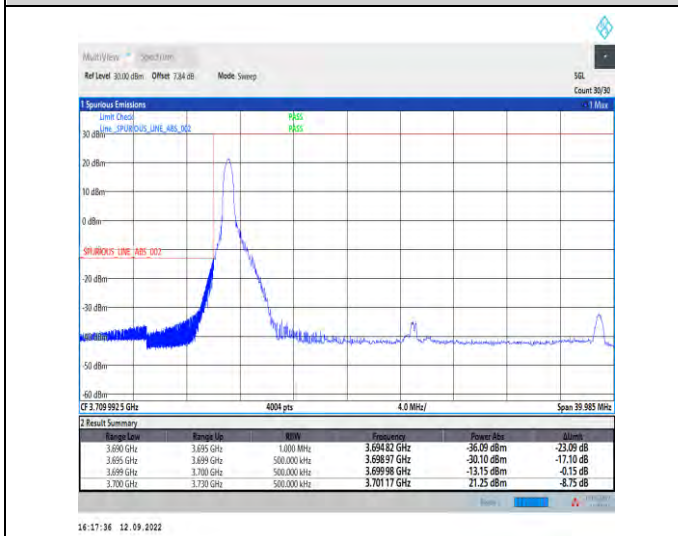 MultiView Spectrum
Ref Level 30.00 dBm Offset 7.84 dB Mode Sweep SGL
Count 30/30
1 Spurious Emissions 1 Max
Limit Check PASS
Line _SPURIOUS_LINE_ABS_002 PASS
30 dBm
20 dBm
10 dBm
0 dBm
_SPURIOUS_LINE_ABS_002
-20 dBm
-30 dBm
-50 dBm
-60 dBm
CF 3.709 992 5 GHz 4004 pts 4.0 MHz/ Span 39.985 MHz
2 Result Summary
Range Low Range Up RBW Frequency Power Abs ΔLimit
3.690 GHz 3.695 GHz 1.000 MHz 3.694 82 GHz -36.09 dBm -23.09 dB
3.695 GHz 3.699 GHz 500.000 kHz 3.698 97 GHz -30.10 dBm -17.10 dB
3.699 GHz 3.700 GHz 500.000 kHz 3.699 98 GHz -13.15 dBm -0.15 dB
3.700 GHz 3.730 GHz 500.000 kHz 3.701 17 GHz 21.25 dBm -8.75 dB
16:17:36 12.09.2022